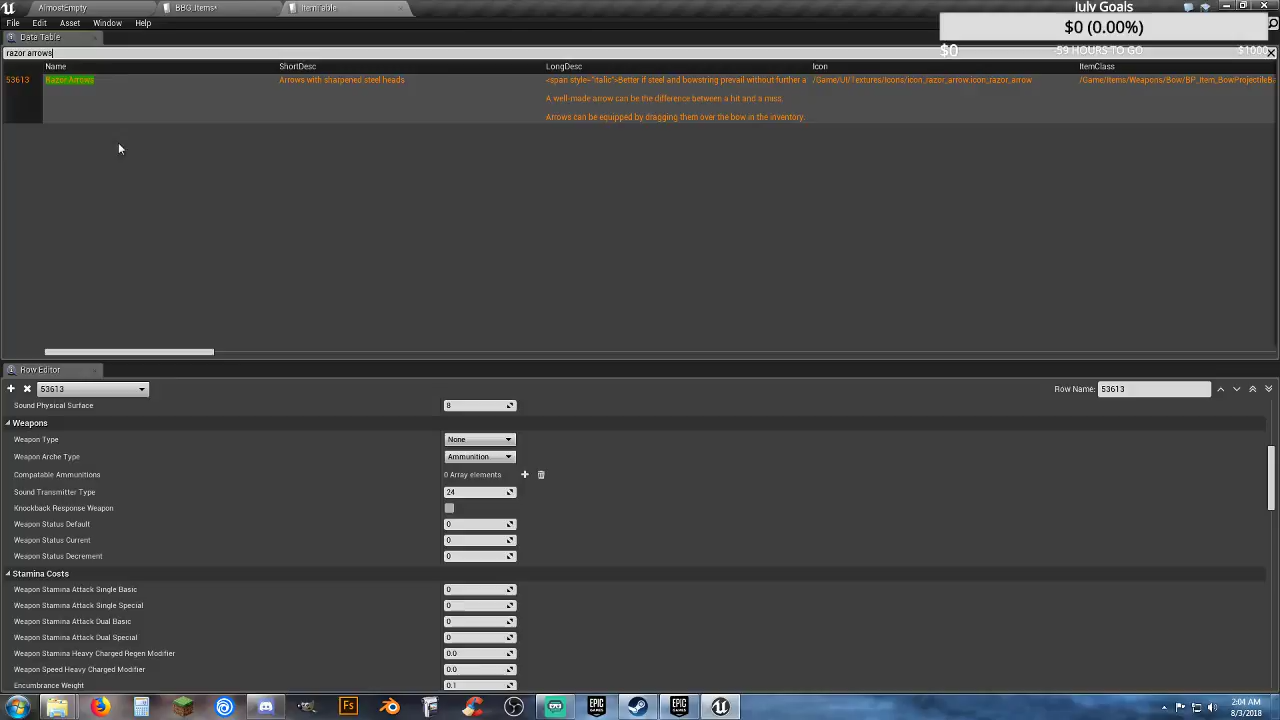 AlmostEmpty
BBG.Items*
ItemTable
July Goals
File Edit Asset Window Help
$0 (0.00%)
Data Table
razor arrows
$0
59 HOURS TO GO
$1000
Name ShortDesc LongDesc Icon ItemClass
53613 Razor Arrows Arrows with sharpened steel heads <span style="italic">Better if steel and bowstring prevail without further a /Game/UI/Textures/Icons/icon_razor_arrow.icon_razor_arrow /Game/Items/Weapons/Bow/BP_Item_BowProjectileB
A well-made arrow can be the difference between a hit and a miss.
Arrows can be equipped by dragging them over the bow in the inventory.
Row Editor
53613
Row Name: 53613
Sound Physical Surface 8
Weapons
Weapon Type None
Weapon Arche Type Ammunition
Compatable Ammunitions 0 Array elements
Sound Transmitter Type 24
Knockback Response Weapon
Weapon Status Default 0
Weapon Status Current 0
Weapon Status Decrement 0
Stamina Costs
Weapon Stamina Attack Single Basic 0
Weapon Stamina Attack Single Special 0
Weapon Stamina Attack Dual Basic 0
Weapon Stamina Attack Dual Special 0
Weapon Stamina Heavy Charged Regen Modifier 0.0
Weapon Speed Heavy Charged Modifier 0.0
Encumbrance Weight 0.1
Fs
EPIC GAMES
EPIC GAMES
2:04 AM
8/3/2018